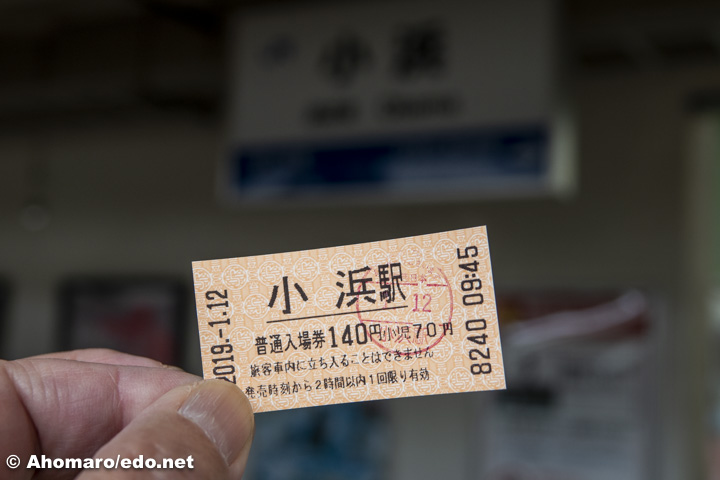 小浜
2019.-1.12
小浜駅
12
普通入場券140円小児70円
旅客車内に立ち入ることはできません
発売時刻から2時間以内1回限り有効
8240 09:45
© Ahomaro/edo.net